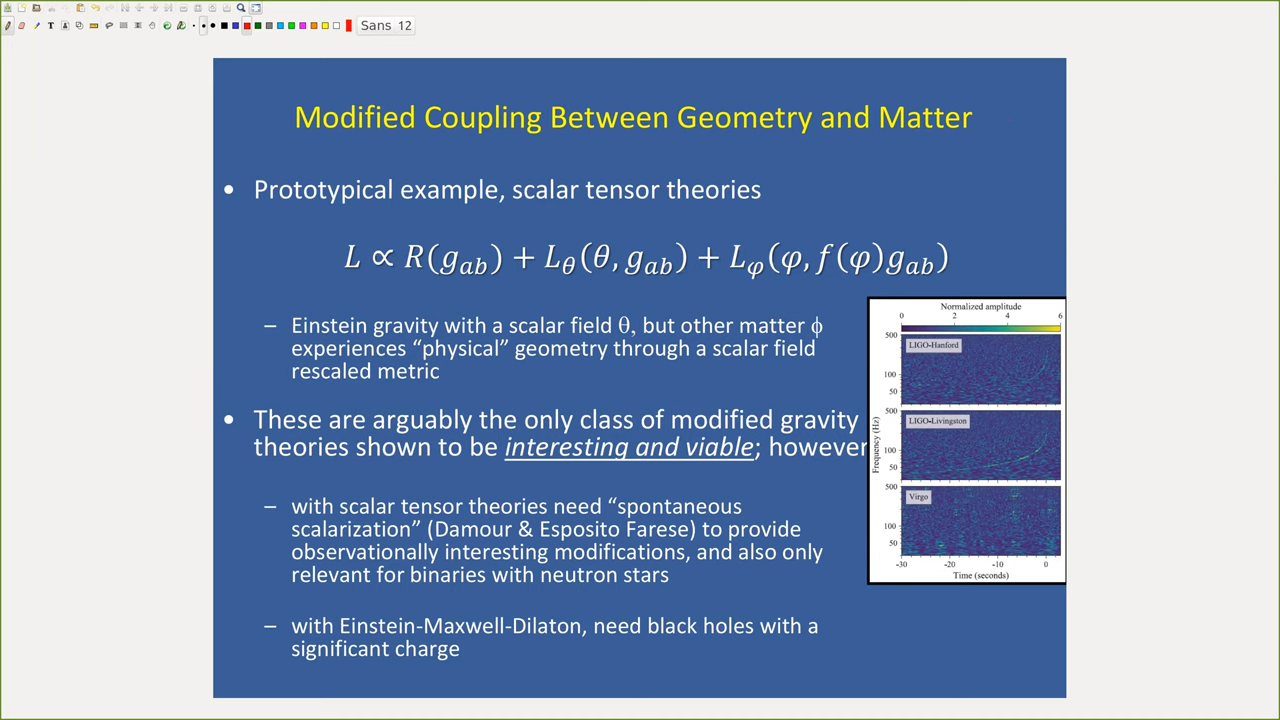 Sans 12
Modified Coupling Between Geometry and Matter
• Prototypical example, scalar tensor theories
L ∝ R(g_ab) + L_θ(θ, g_ab) + L_φ(φ, f(φ)g_ab)
– Einstein gravity with a scalar field θ, but other matter ϕ
experiences “physical” geometry through a scalar field
rescaled metric
• These are arguably the only class of modified gravity
theories shown to be interesting and viable; however
– with scalar tensor theories need “spontaneous
scalarization” (Damour & Esposito Farese) to provide
observationally interesting modifications, and also only
relevant for binaries with neutron stars
– with Einstein-Maxwell-Dilaton, need black holes with a
significant charge
Normalized amplitude
0 2 4 6
500
LIGO-Hanford
100
50
500
LIGO-Livingston
100
50
Frequency (Hz)
500
Virgo
100
50
-30 -20 -10 0
Time (seconds)